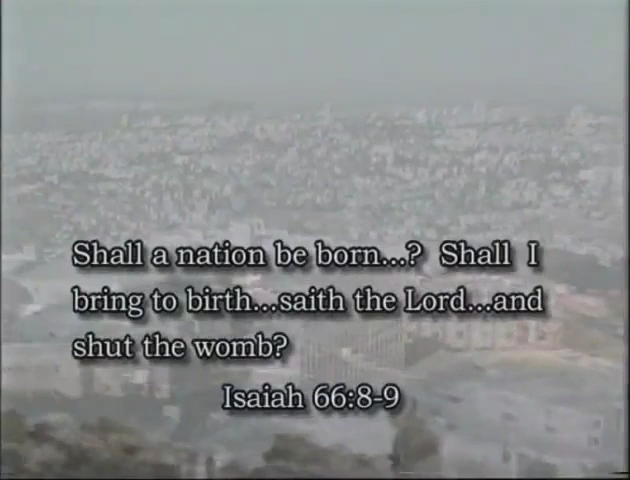 Shall a nation be born...? Shall I
bring to birth...saith the Lord...and
shut the womb?
Isaiah 66:8-9